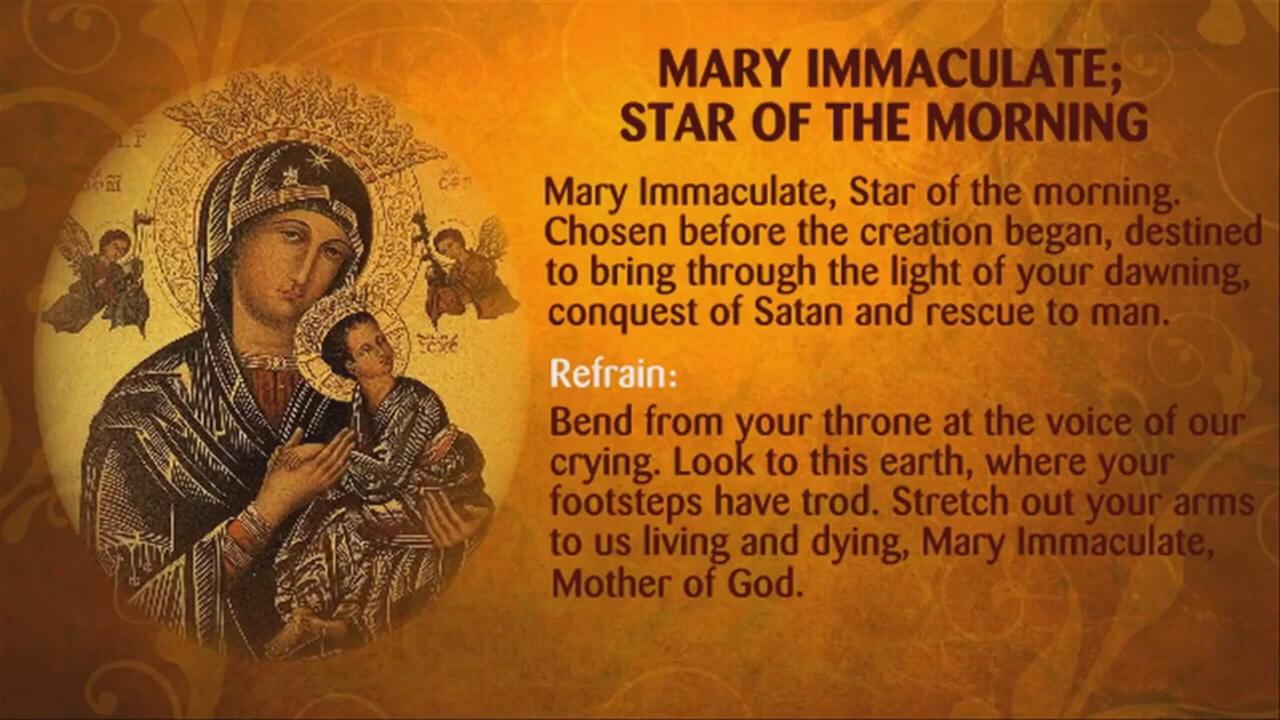 MARY IMMACULATE;
STAR OF THE MORNING
Mary Immaculate, Star of the morning.
Chosen before the creation began, destined
to bring through the light of your dawning,
conquest of Satan and rescue to man.
Refrain:
Bend from your throne at the voice of our
crying. Look to this earth, where your
footsteps have trod. Stretch out your arms
to us living and dying, Mary Immaculate,
Mother of God.